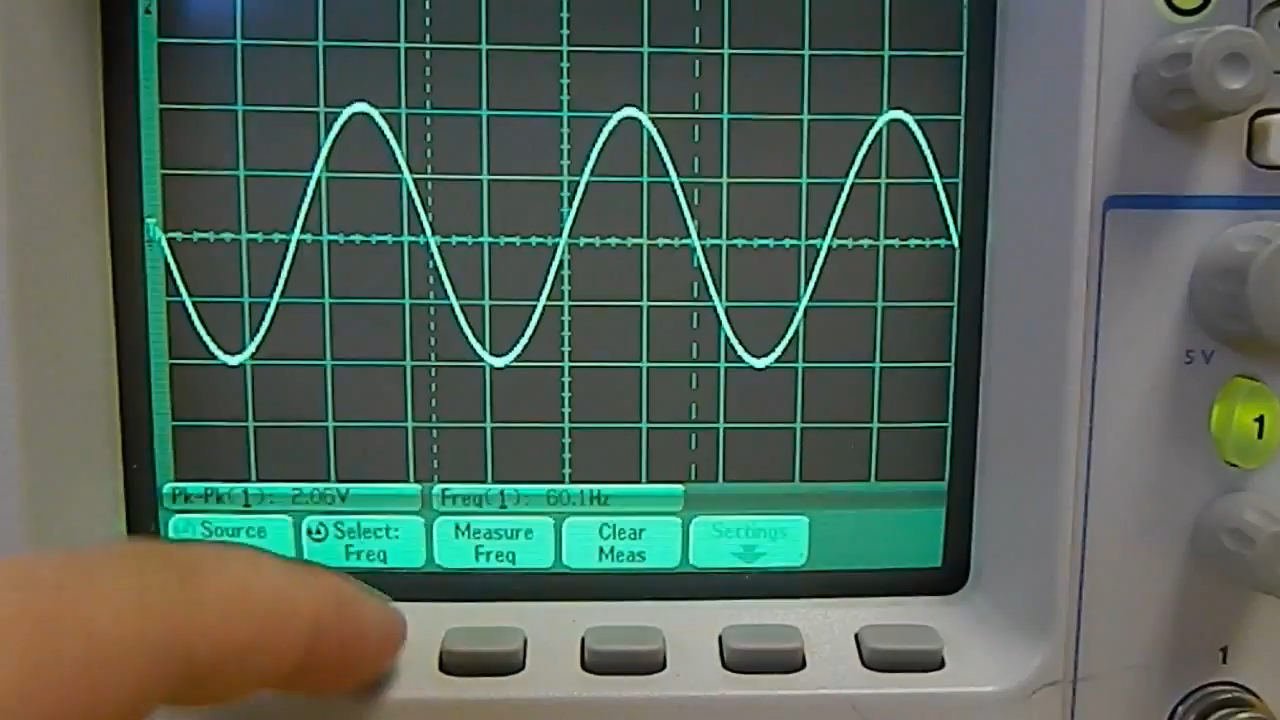 Pk-Pk(1): 2.06V
Freq(1): 60.1Hz
Source
Select:
Freq
Measure
Freq
Clear
Meas
Settings
5 V
1
1